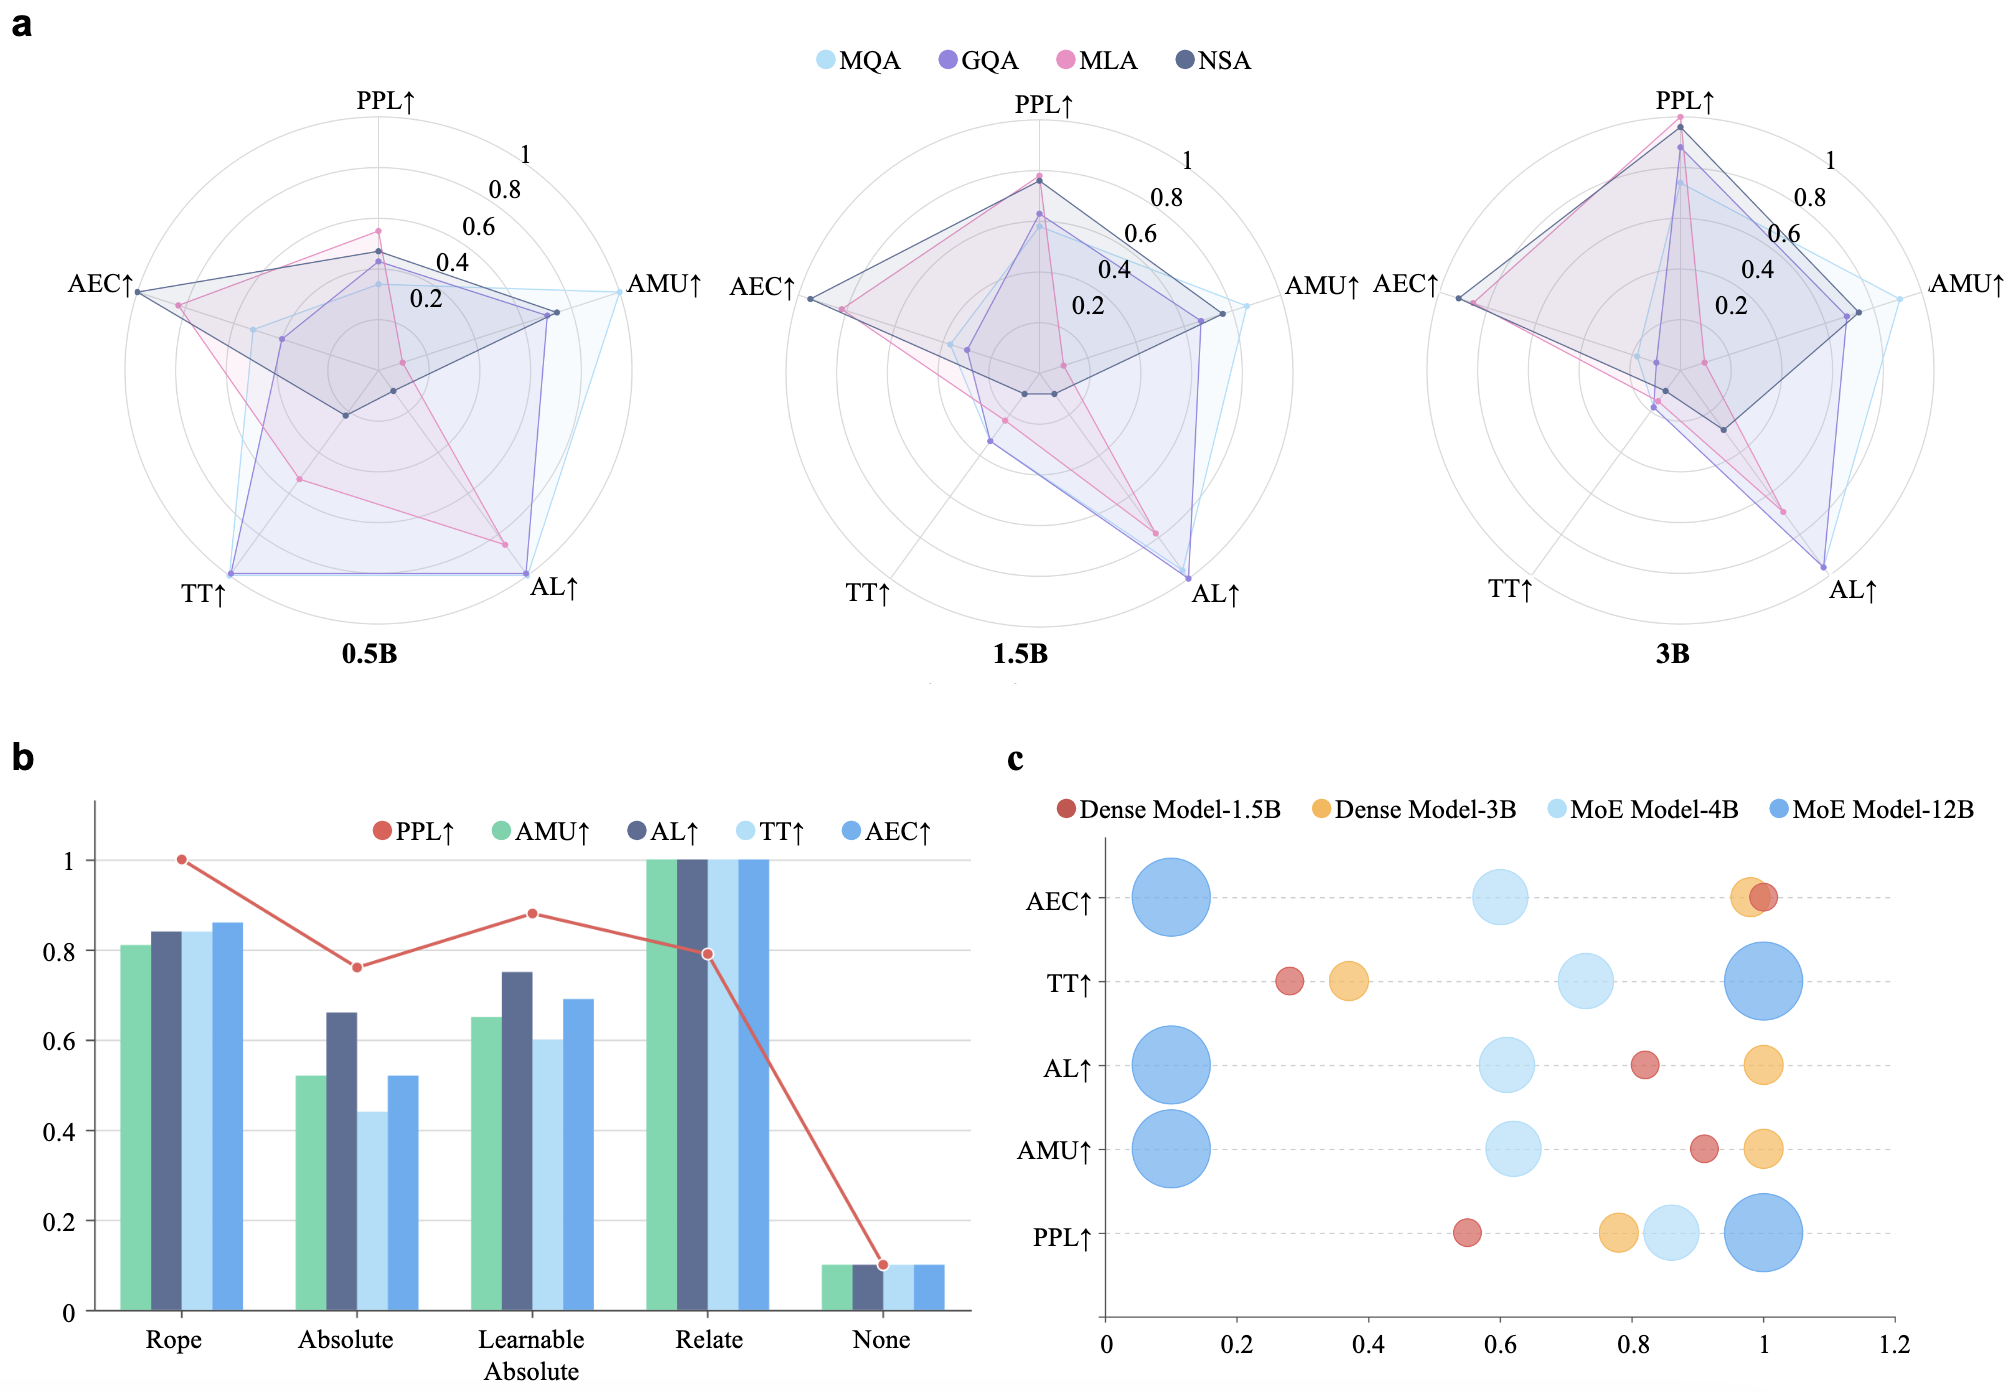 a
MQA GQA MLA NSA
PPL↑ PPL↑ PPL↑
1 1 1
0.8 0.8 0.8
0.6 0.6 0.6
0.4 0.4 0.4
0.2 0.2 0.2
AEC↑ AMU↑ AEC↑ AMU↑ AEC↑ AMU↑
TT↑ AL↑ TT↑ AL↑ TT↑ AL↑
0.5B 1.5B 3B
b
PPL↑ AMU↑ AL↑ TT↑ AEC↑
1
0.8
0.6
0.4
0.2
0
Rope Absolute Learnable Absolute Relate None
c
Dense Model-1.5B Dense Model-3B MoE Model-4B MoE Model-12B
AEC↑
TT↑
AL↑
AMU↑
PPL↑
0 0.2 0.4 0.6 0.8 1 1.2